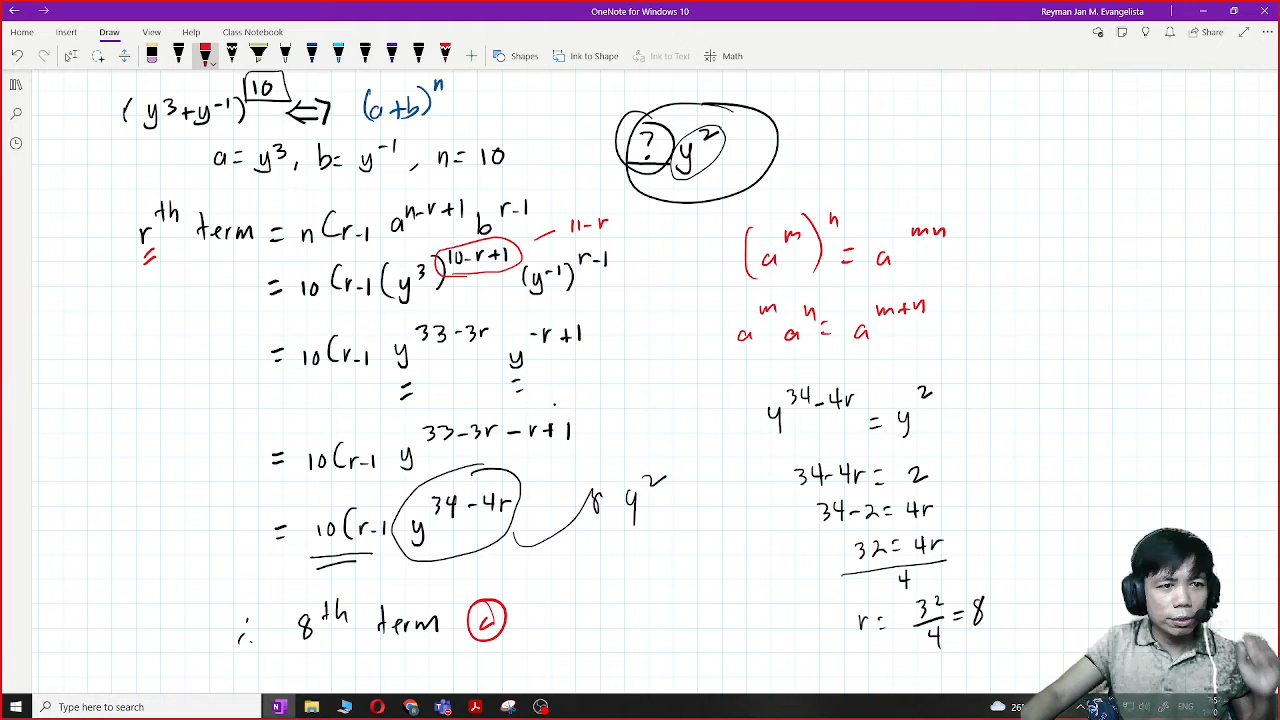 OneNote for Windows 10
Reyman Jan M. Evangelista
Home Insert Draw View Help Class Notebook
Share
Shapes Ink to Shape Ink to Text Math
(y³+y⁻¹)¹⁰ ⟺ (a+b)ⁿ
a= y³, b= y⁻¹, n= 10
? y²
rᵗʰ term = nCr-1 aⁿ⁻ʳ⁺¹ bʳ⁻¹
11-r
= 10Cr-1 (y³)¹⁰⁻ʳ⁺¹ (y⁻¹)ʳ⁻¹
= 10Cr-1 y³³⁻³ʳ y⁻ʳ⁺¹
= 10Cr-1 y³³⁻³ʳ⁻ʳ⁺¹
= 10Cr-1 y³⁴⁻⁴ʳ
y²
∴ 8ᵗʰ term
(aᵐ)ⁿ = aᵐⁿ
aᵐ aⁿ = aᵐ⁺ⁿ
y³⁴⁻⁴ʳ = y²
34-4r = 2
34-2 = 4r
32 = 4r
4
r = 32/4 = 8
Type here to search
ENG